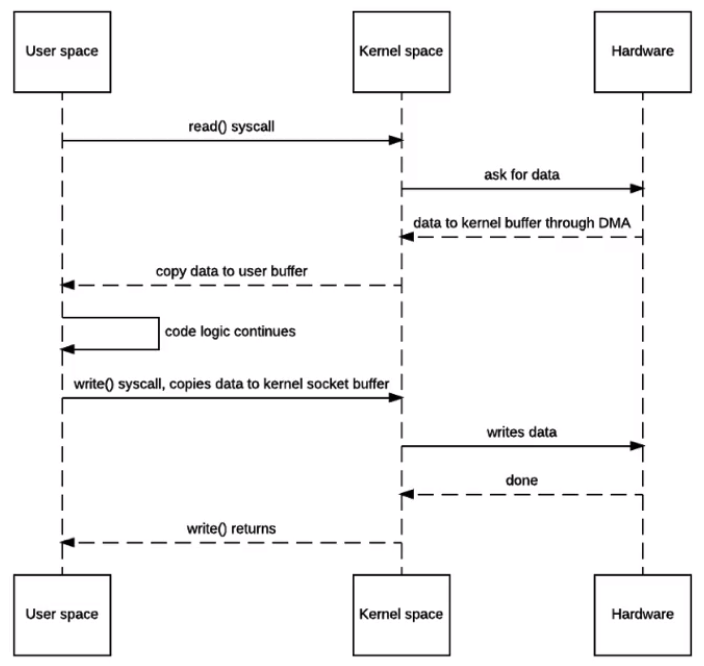 User space
Kernel space
Hardware
read() syscall
ask for data
data to kernel buffer through DMA
copy data to user buffer
code logic continues
write() syscall, copies data to kernel socket buffer
writes data
done
write() returns
User space
Kernel space
Hardware